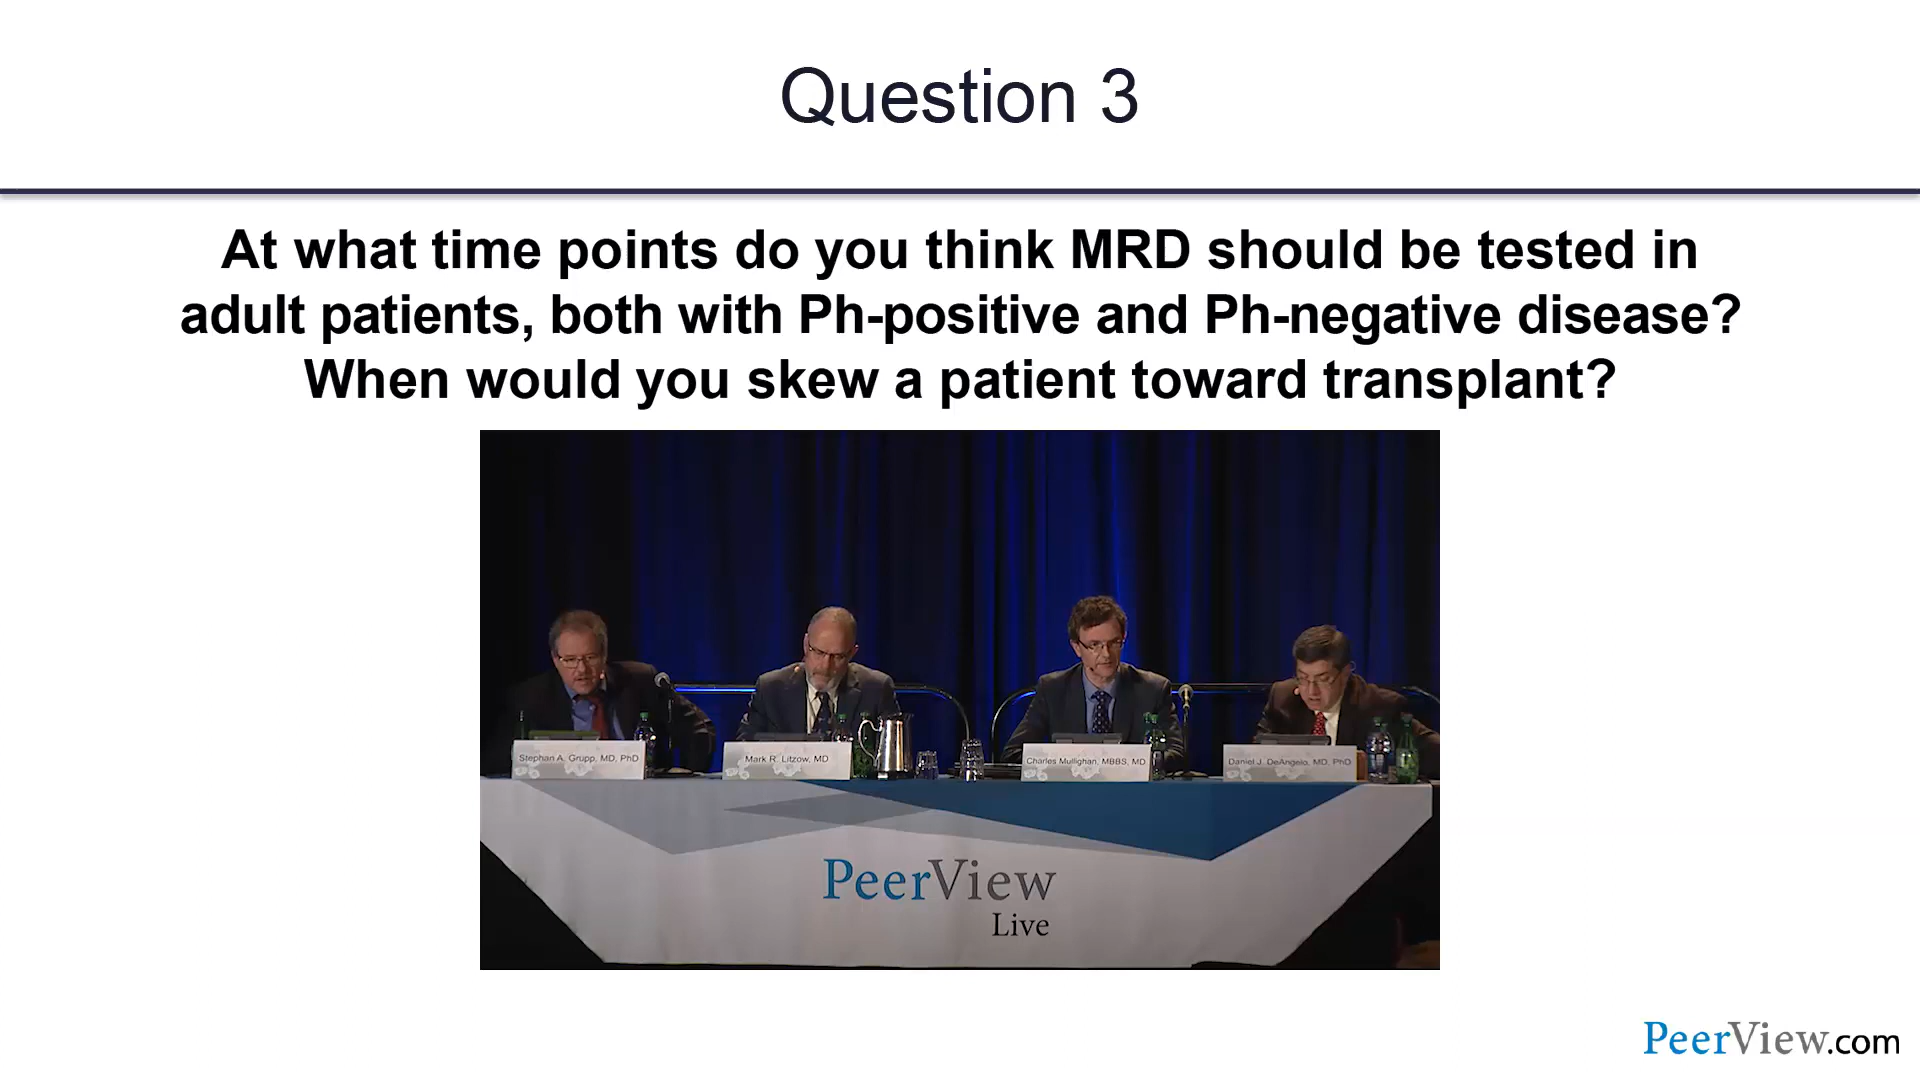 Question 3
At what time points do you think MRD should be tested in
adult patients, both with Ph-positive and Ph-negative disease?
When would you skew a patient toward transplant?
Stephan A. Grupp, MD, PhD
Mark R. Litzow, MD
Charles Mullighan, MBBS, MD
Daniel J. DeAngelo, MD, PhD
PeerView
Live
PeerView.com